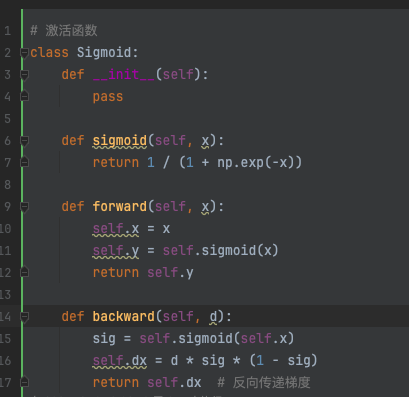 1 # 激活函数
2 class Sigmoid:
3     def __init__(self):
4         pass
5
6     def sigmoid(self, x):
7         return 1 / (1 + np.exp(-x))
8
9     def forward(self, x):
10         self.x = x
11         self.y = self.sigmoid(x)
12         return self.y
13
14     def backward(self, d):
15         sig = self.sigmoid(self.x)
16         self.dx = d * sig * (1 - sig)
17         return self.dx  # 反向传递梯度